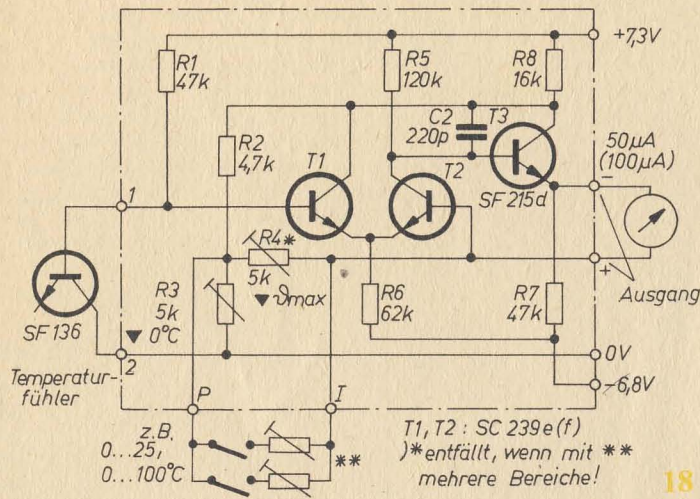 +7,3V
R1
47k
R5
120k
R8
16k
R2
4,7k
C2
220p
T3
T1
T2
SF 215d
50µA
(100µA)
−
+
Ausgang
1
R4*
5k
▼ϑmax
R3
5k
▼ 0°C
R6
62k
R7
47k
SF 136
2
Temperatur-
fühler
0V
−6,8V
P
I
z.B.
0...25,
0...100°C
**
T1, T2 : SC 239e(f)
)* entfällt, wenn mit **
mehrere Bereiche!
18